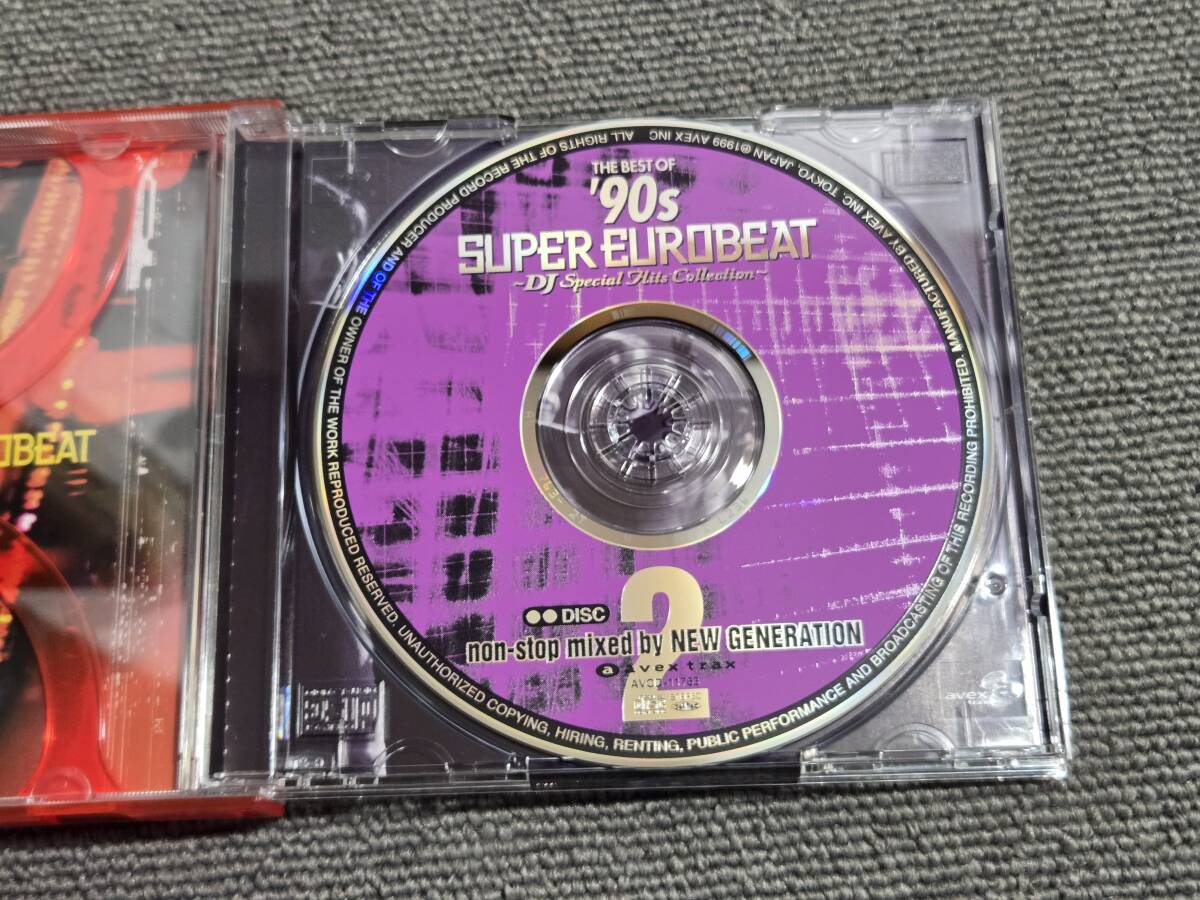 THE BEST OF
'90s
SUPER EUROBEAT
~DJ Special Hits Collection~
DISC
2
non-stop mixed by NEW GENERATION
a avex trax
ALL RIGHTS OF THE RECORD PRODUCER AND OF THE OWNER OF THE WORK REPRODUCED RESERVED. UNAUTHORIZED COPYING, HIRING, RENTING, PUBLIC PERFORMANCE AND BROADCASTING OF THIS RECORDING PROHIBITED. MANUFACTURED BY AVEX INC. TOKYO, JAPAN ℗1999 AVEX INC
OBEAT
avex